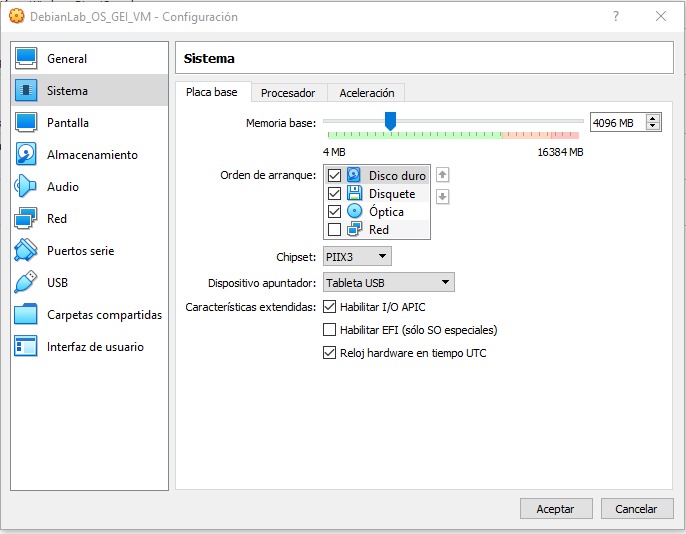 DebianLab_OS_GEI_VM - Configuración
General
Sistema
Pantalla
Almacenamiento
Audio
Red
Puertos serie
USB
Carpetas compartidas
Interfaz de usuario
Sistema
Placa base Procesador Aceleración
Memoria base: 4096 MB
4 MB 16384 MB
Orden de arranque: Disco duro
Disquete
Óptica
Red
Chipset: PIIX3
Dispositivo apuntador: Tableta USB
Características extendidas: Habilitar I/O APIC
Habilitar EFI (sólo SO especiales)
Reloj hardware en tiempo UTC
Aceptar Cancelar